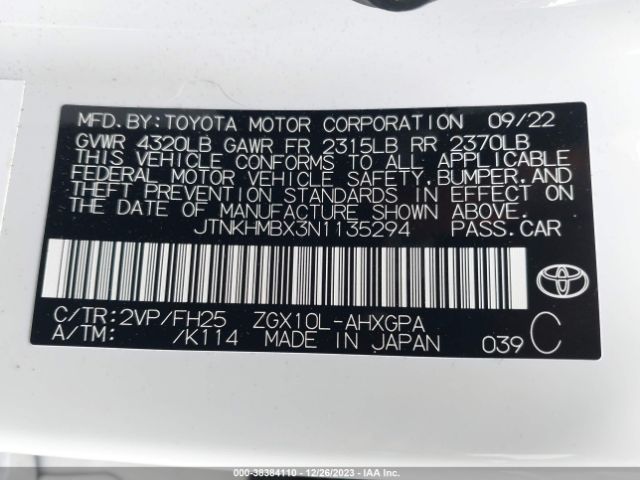 MFD.BY:TOYOTA MOTOR CORPORATION 09/22
GVWR 4320LB GAWR FR 2315LB RR 2370LB
THIS VEHICLE CONFORMS TO ALL APPLICABLE
FEDERAL MOTOR VEHICLE SAFETY,BUMPER,AND
THEFT PREVENTION STANDARDS IN EFFECT ON
THE DATE OF MANUFACTURE SHOWN ABOVE.
JTNKHMBX3N1135294 PASS.CAR
C/TR:2VP/FH25 ZGX10L-AHXGPA
A/TM: /K114 MADE IN JAPAN 039 C
000-38384110 - 12/26/2023 - IAAI.COM